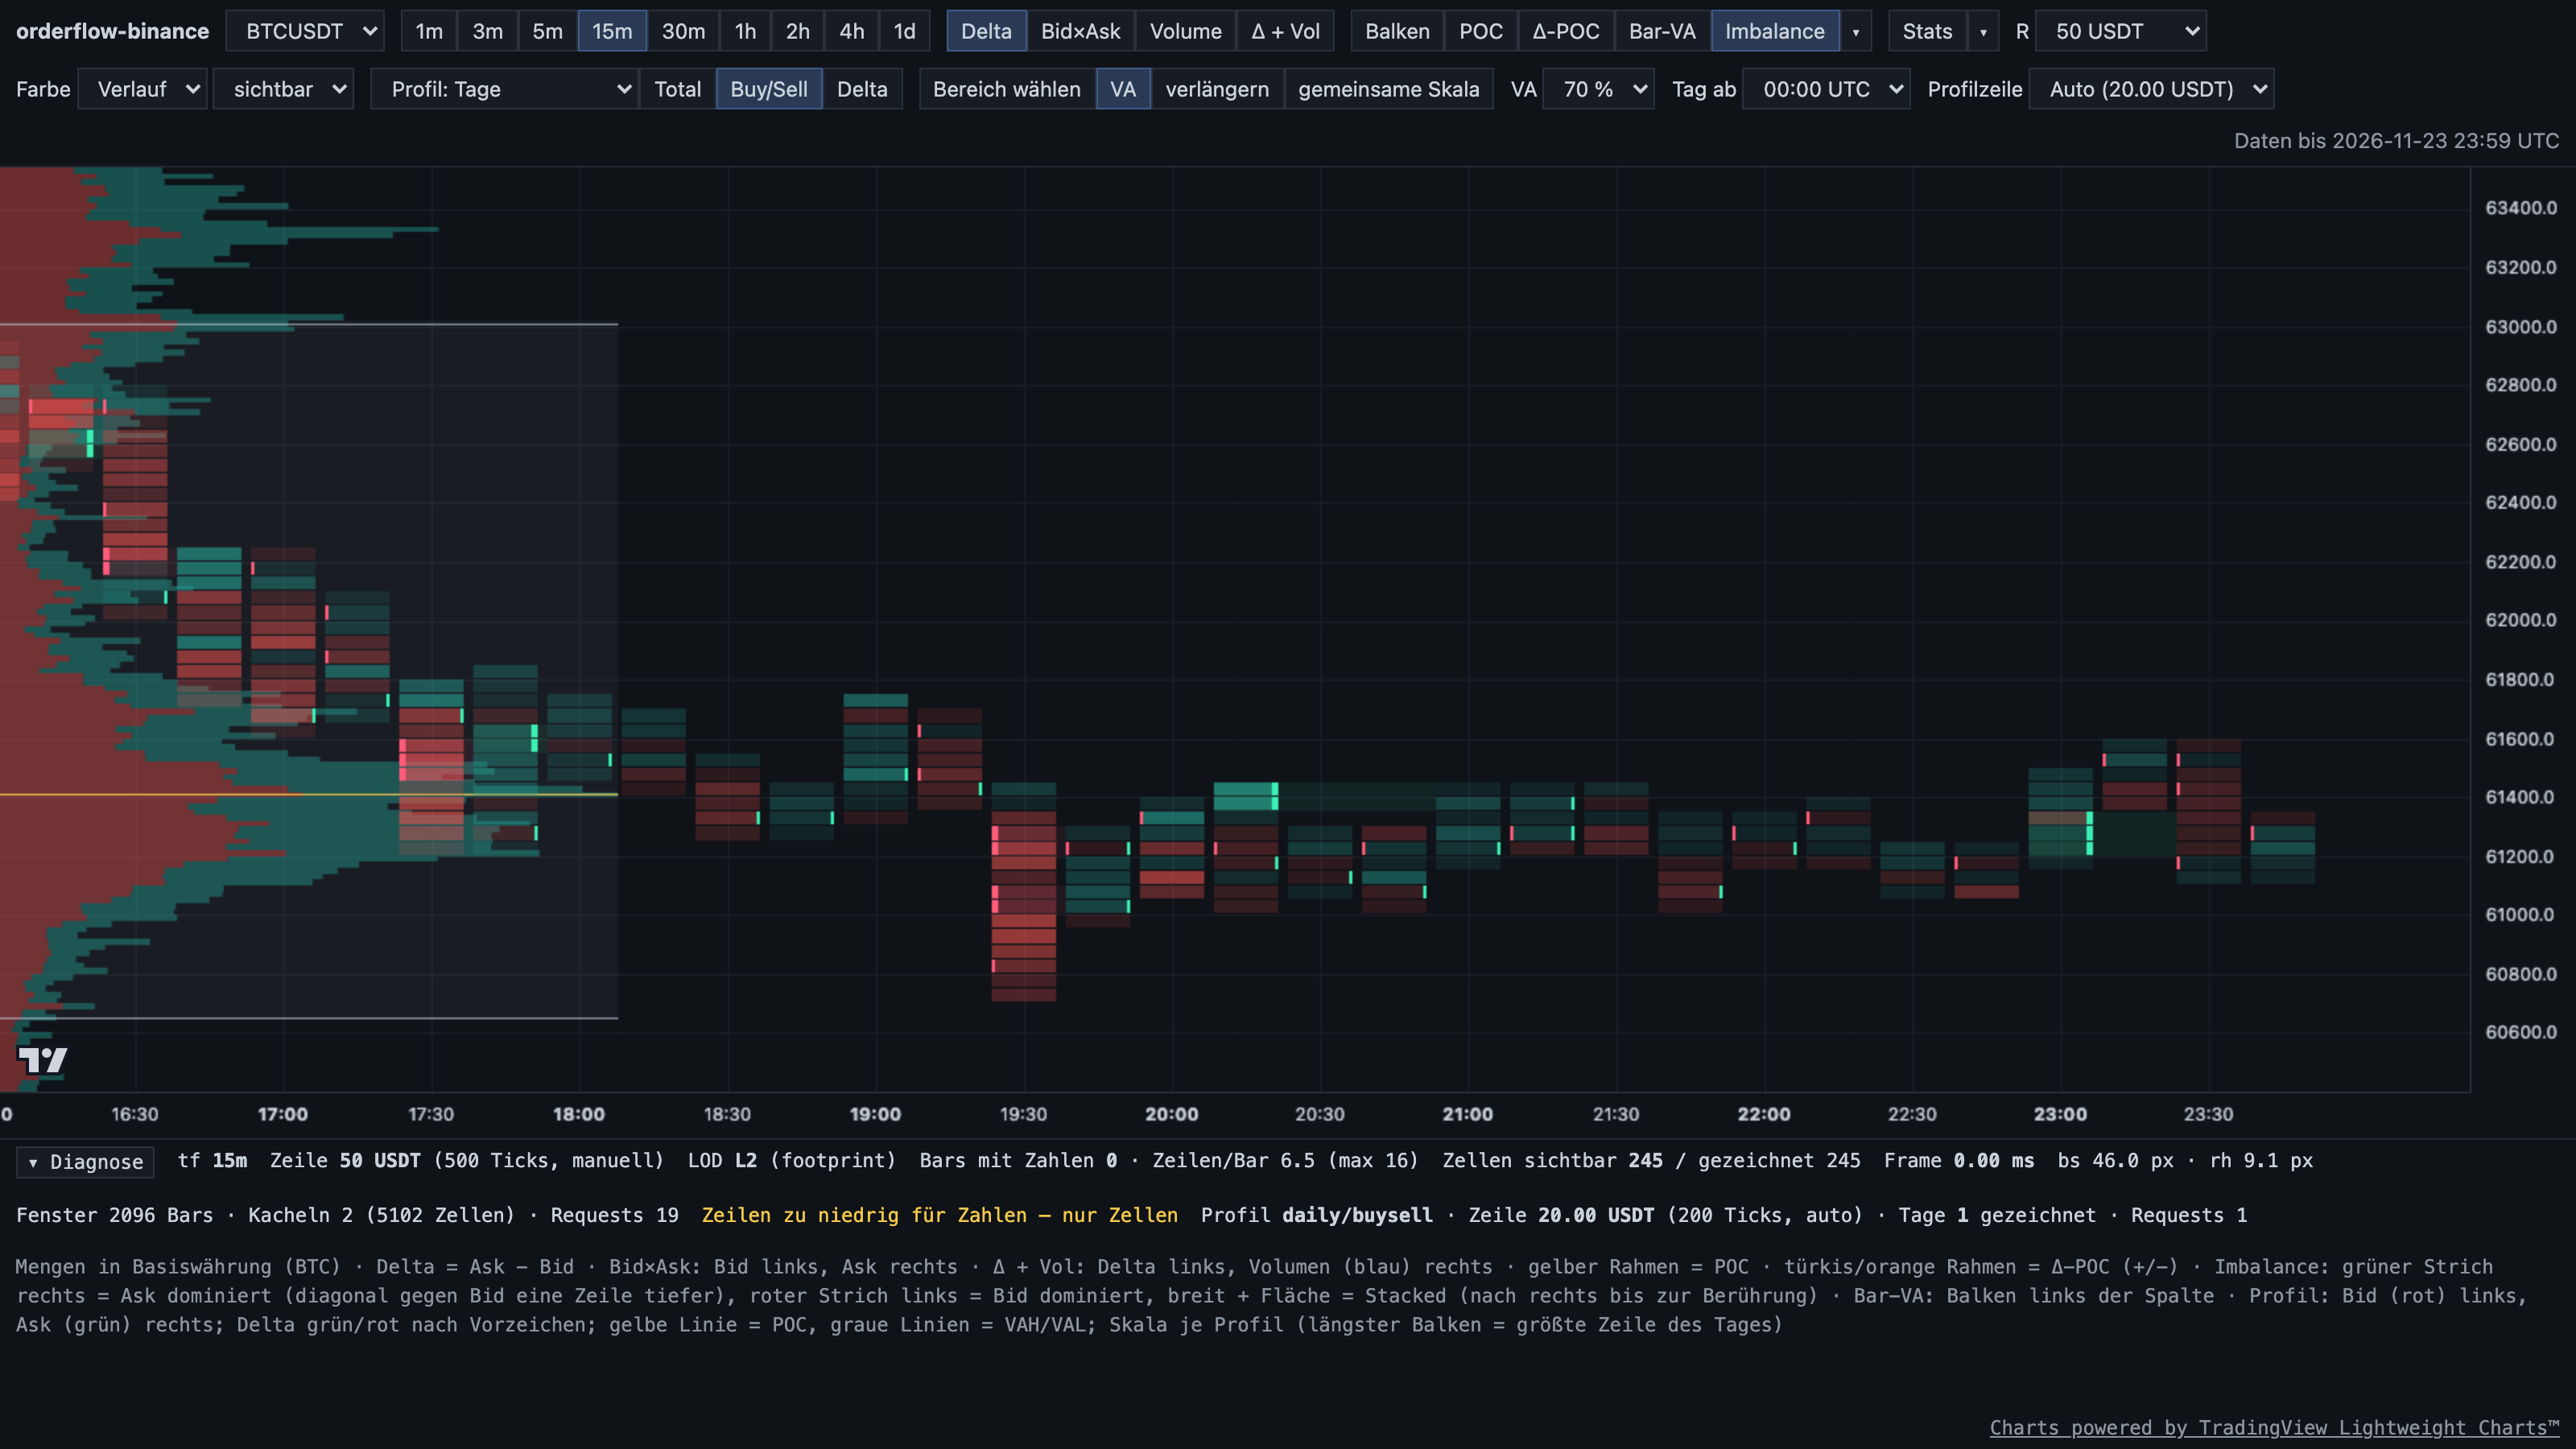 orderflow-binance BTCUSDT 1m 3m 5m 15m 30m 1h 2h 4h 1d Delta Bid×Ask Volume Δ + Vol Balken POC Δ-POC Bar-VA Imbalance ▾ Stats ▾ R 50 USDT
Farbe Verlauf sichtbar Profil: Tage Total Buy/Sell Delta Bereich wählen VA verlängern gemeinsame Skala VA 70 % Tag ab 00:00 UTC Profilzeile Auto (20.00 USDT)
Daten bis 2026-11-23 23:59 UTC
63400.0
63200.0
63000.0
62800.0
62600.0
62400.0
62200.0
62000.0
61800.0
61600.0
61400.0
61200.0
61000.0
60800.0
60600.0
0 16:30 17:00 17:30 18:00 18:30 19:00 19:30 20:00 20:30 21:00 21:30 22:00 22:30 23:00 23:30
▾ Diagnose tf 15m Zeile 50 USDT (500 Ticks, manuell) LOD L2 (footprint) Bars mit Zahlen 0 · Zeilen/Bar 6.5 (max 16) Zellen sichtbar 245 / gezeichnet 245 Frame 0.00 ms bs 46.0 px · rh 9.1 px
Fenster 2096 Bars · Kacheln 2 (5102 Zellen) · Requests 19 Zeilen zu niedrig für Zahlen – nur Zellen Profil daily/buysell · Zeile 20.00 USDT (200 Ticks, auto) · Tage 1 gezeichnet · Requests 1
Mengen in Basiswährung (BTC) · Delta = Ask − Bid · Bid×Ask: Bid links, Ask rechts · Δ + Vol: Delta links, Volumen (blau) rechts · gelber Rahmen = POC · türkis/orange Rahmen = Δ-POC (+/−) · Imbalance: grüner Strich
rechts = Ask dominiert (diagonal gegen Bid eine Zeile tiefer), roter Strich links = Bid dominiert, breit + Fläche = Stacked (nach rechts bis zur Berührung) · Bar-VA: Balken links der Spalte · Profil: Bid (rot) links,
Ask (grün) rechts; Delta grün/rot nach Vorzeichen; gelbe Linie = POC, graue Linien = VAH/VAL; Skala je Profil (längster Balken = größte Zeile des Tages)
Charts powered by TradingView Lightweight Charts™